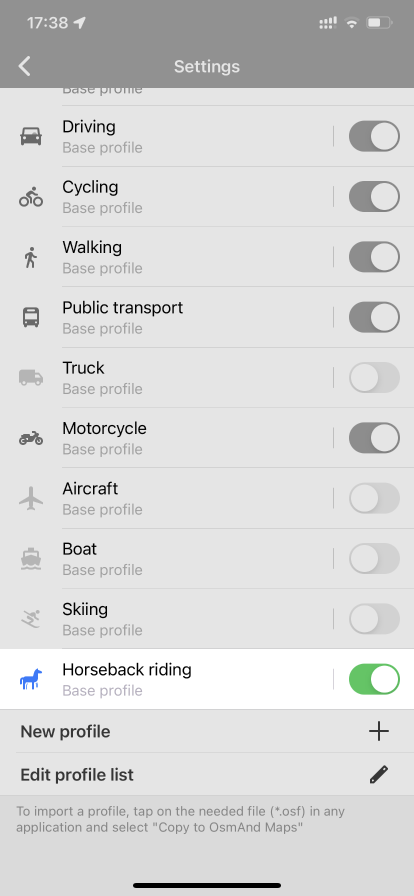 17:38
Settings
Base profile
Driving
Base profile
Cycling
Base profile
Walking
Base profile
Public transport
Base profile
Truck
Base profile
Motorcycle
Base profile
Aircraft
Base profile
Boat
Base profile
Skiing
Base profile
Horseback riding
Base profile
New profile
Edit profile list
To import a profile, tap on the needed file (*.osf) in any
application and select "Copy to OsmAnd Maps"